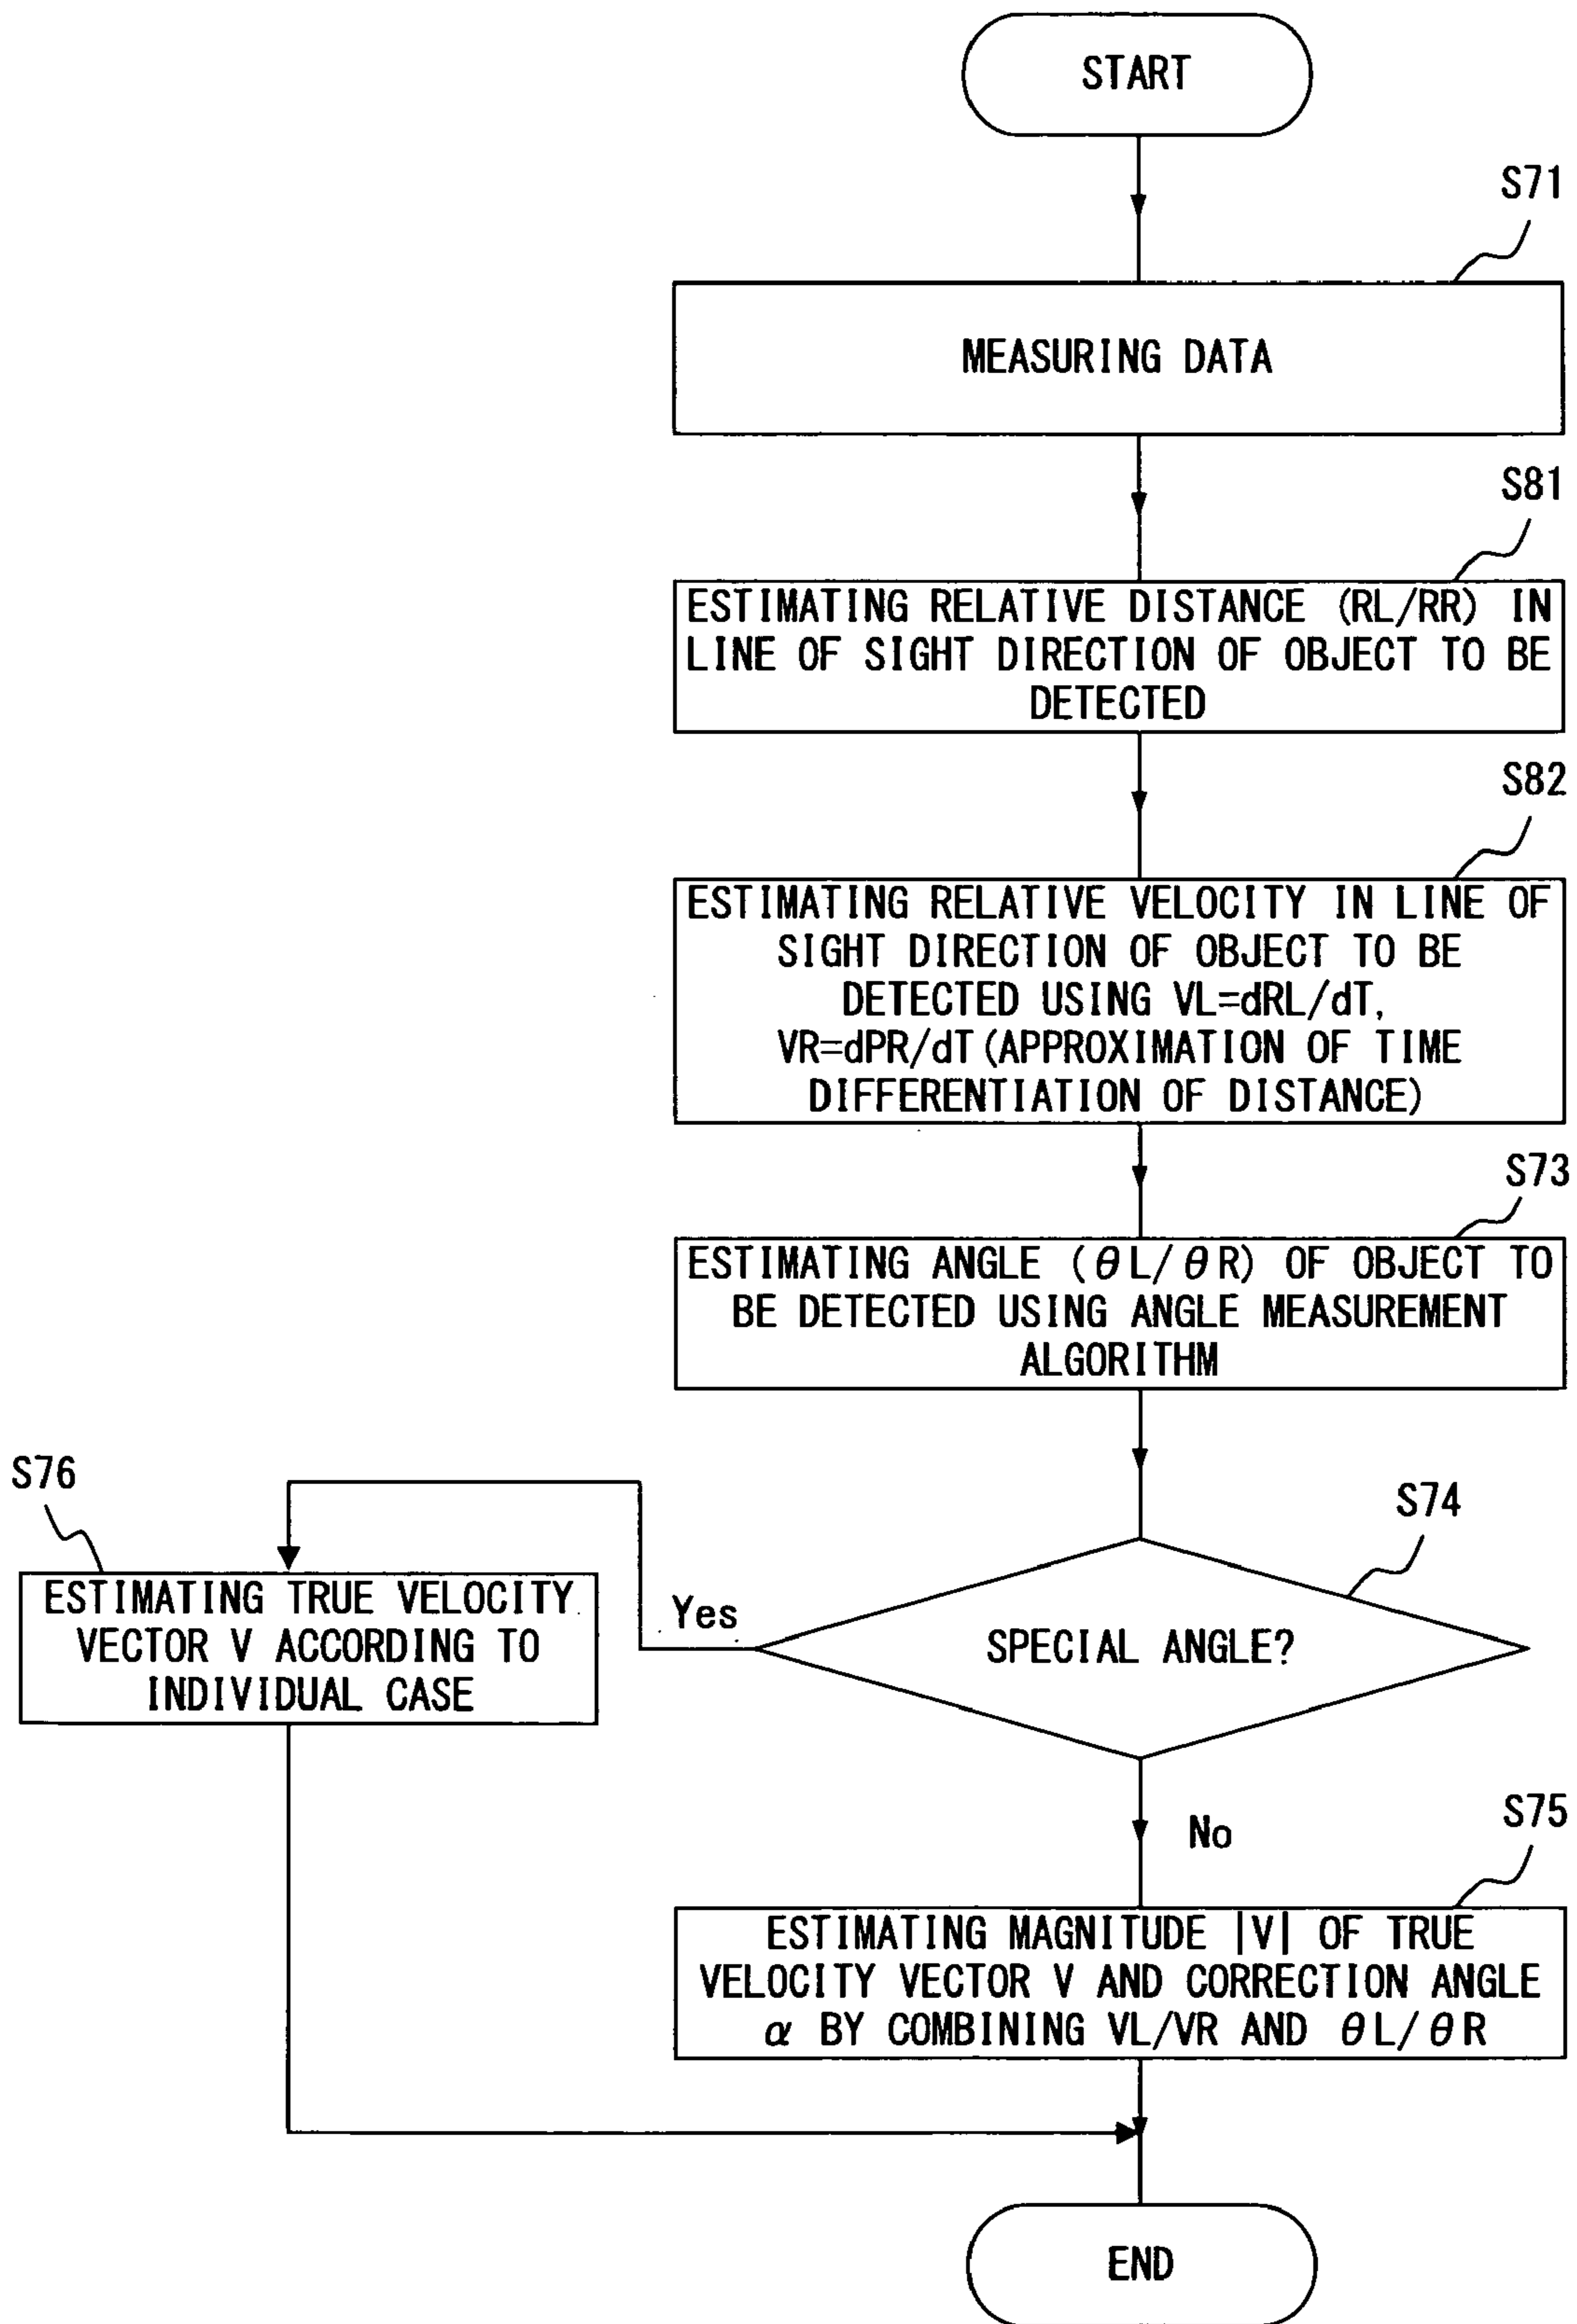 START
S71
MEASURING DATA
S81
ESTIMATING RELATIVE DISTANCE (RL/RR) IN
LINE OF SIGHT DIRECTION OF OBJECT TO BE
DETECTED
S82
ESTIMATING RELATIVE VELOCITY IN LINE OF
SIGHT DIRECTION OF OBJECT TO BE
DETECTED USING VL=dRL/dT,
VR=dPR/dT(APPROXIMATION OF TIME
DIFFERENTIATION OF DISTANCE)
S73
ESTIMATING ANGLE (θL/θR) OF OBJECT TO
BE DETECTED USING ANGLE MEASUREMENT
ALGORITHM
S74
SPECIAL ANGLE?
Yes
S76
ESTIMATING TRUE VELOCITY
VECTOR V ACCORDING TO
INDIVIDUAL CASE
No
S75
ESTIMATING MAGNITUDE |V| OF TRUE
VELOCITY VECTOR V AND CORRECTION ANGLE
α BY COMBINING VL/VR AND θL/θR
END